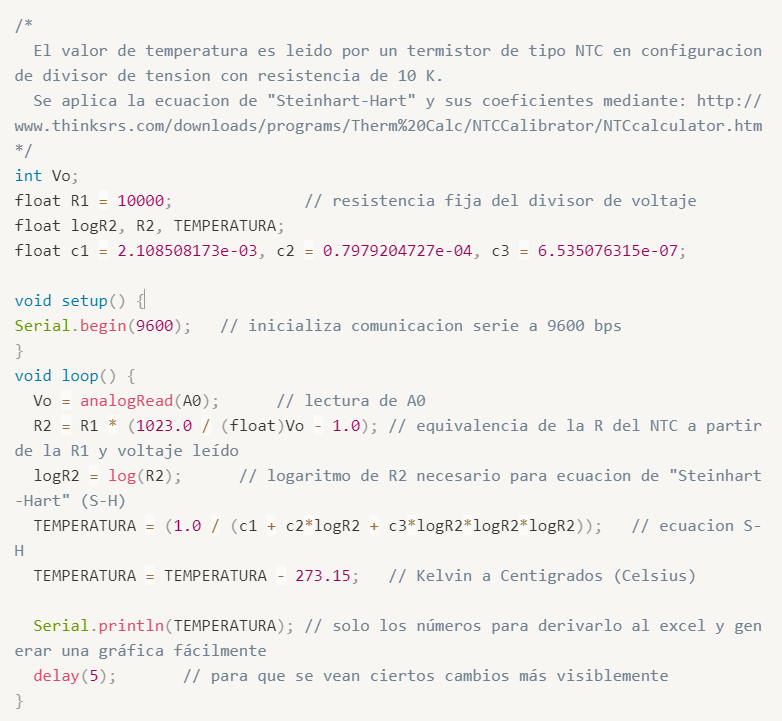 /*
  El valor de temperatura es leido por un termistor de tipo NTC en configuracion
de divisor de tension con resistencia de 10 K.
  Se aplica la ecuacion de "Steinhart-Hart" y sus coeficientes mediante: http://
www.thinksrs.com/downloads/programs/Therm%20Calc/NTCCalibrator/NTCcalculator.htm
*/
int Vo;
float R1 = 10000;              // resistencia fija del divisor de voltaje
float logR2, R2, TEMPERATURA;
float c1 = 2.108508173e-03, c2 = 0.7979204727e-04, c3 = 6.535076315e-07;

void setup() {
Serial.begin(9600);   // inicializa comunicacion serie a 9600 bps
}
void loop() {
  Vo = analogRead(A0);      // lectura de A0
  R2 = R1 * (1023.0 / (float)Vo - 1.0); // equivalencia de la R del NTC a partir
de la R1 y voltaje leído
  logR2 = log(R2);      // logaritmo de R2 necesario para ecuacion de "Steinhart
-Hart" (S-H)
  TEMPERATURA = (1.0 / (c1 + c2*logR2 + c3*logR2*logR2*logR2));   // ecuacion S-
H
  TEMPERATURA = TEMPERATURA - 273.15;   // Kelvin a Centigrados (Celsius)

  Serial.println(TEMPERATURA); // solo los números para derivarlo al excel y gen
erar una gráfica fácilmente
  delay(5);       // para que se vean ciertos cambios más visiblemente
}